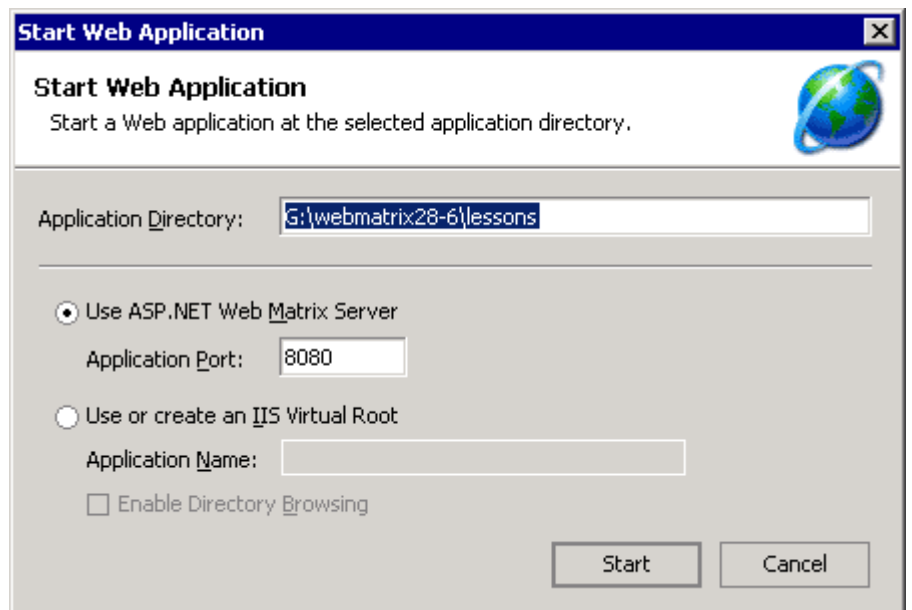 Start Web Application
Start Web Application
Start a Web application at the selected application directory.
Application Directory: G:\webmatrix28-6\lessons
Use ASP.NET Web Matrix Server
Application Port: 8080
Use or create an IIS Virtual Root
Application Name:
Enable Directory Browsing
Start Cancel